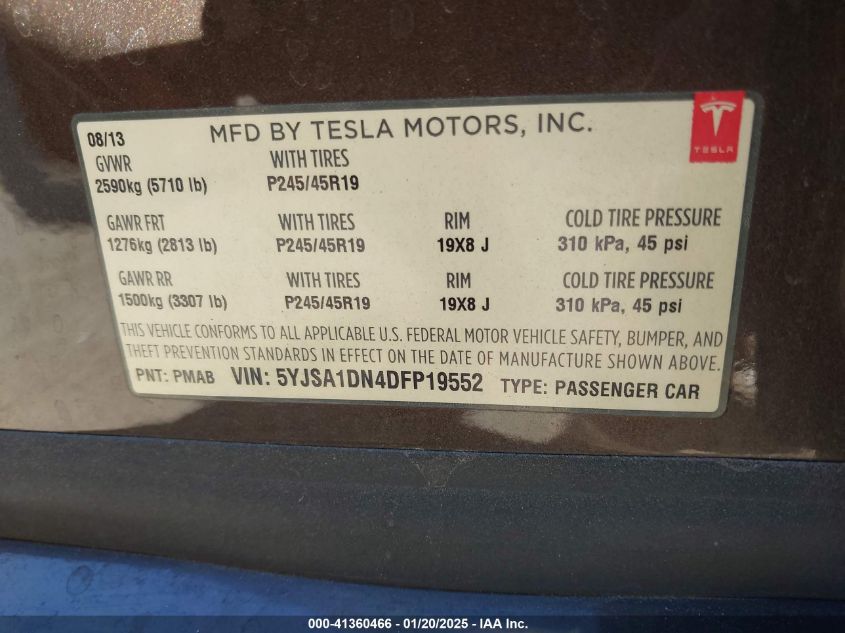 08/13 MFD BY TESLA MOTORS, INC.
TESLA
GVWR WITH TIRES
2590kg (5710 lb) P245/45R19
GAWR FRT WITH TIRES RIM COLD TIRE PRESSURE
1276kg (2813 lb) P245/45R19 19X8 J 310 kPa, 45 psi
GAWR RR WITH TIRES RIM COLD TIRE PRESSURE
1500kg (3307 lb) P245/45R19 19X8 J 310 kPa, 45 psi
THIS VEHICLE CONFORMS TO ALL APPLICABLE U.S. FEDERAL MOTOR VEHICLE SAFETY, BUMPER, AND
THEFT PREVENTION STANDARDS IN EFFECT ON THE DATE OF MANUFACTURE SHOWN ABOVE.
PNT: PMAB VIN: 5YJSA1DN4DFP19552 TYPE: PASSENGER CAR
000-41360466 - 01/20/2025 - IAA Inc.